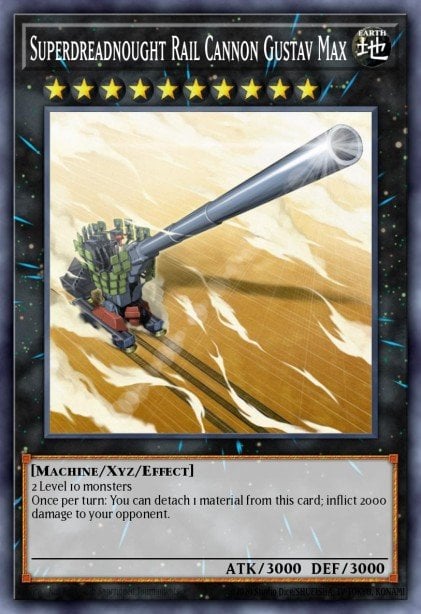 Superdreadnought Rail Cannon Gustav Max
EARTH
地
[Machine/Xyz/Effect]
2 Level 10 monsters
Once per turn: You can detach 1 material from this card; inflict 2000
damage to your opponent.
ATK/3000 DEF/3000